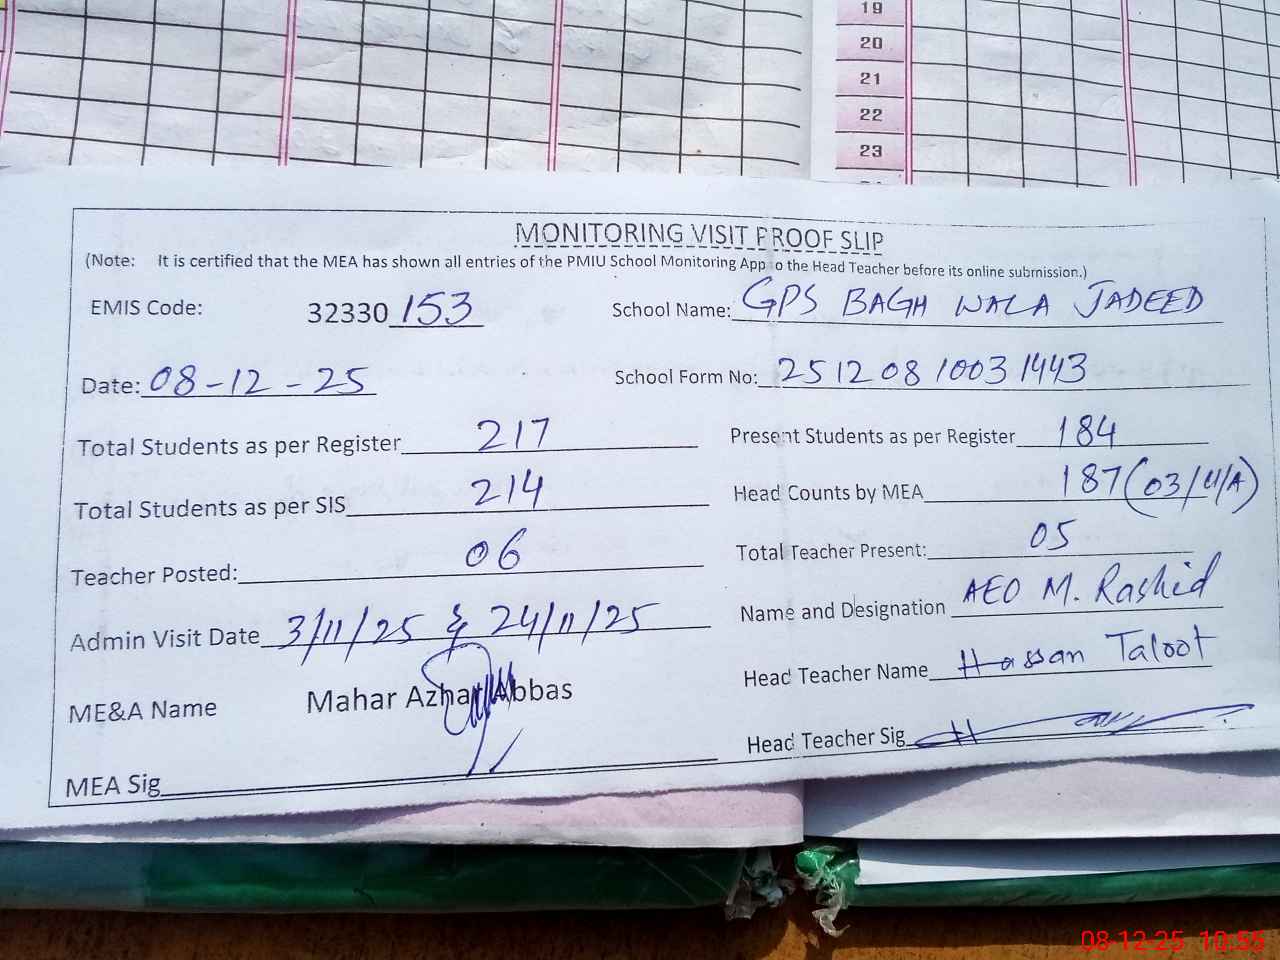 19
20
21
22
23
MONITORING VISIT PROOF SLIP
(Note: It is certified that the MEA has shown all entries of the PMIU School Monitoring App to the Head Teacher before its online submission.)
EMIS Code: 32330 153 School Name: GPS BAGH WALA JADEED
Date: 08-12-25 School Form No: 2512081003 1443
Total Students as per Register 217 Present Students as per Register 184
Total Students as per SIS 214 Head Counts by MEA 187 (03/U/A)
Teacher Posted: 06 Total Teacher Present: 05
Admin Visit Date 3/11/25 & 24/11/25 Name and Designation AEO M. Rashid
ME&A Name Mahar Azhar Abbas Head Teacher Name Hassan Taloot
MEA Sig Head Teacher Sig
08-12-25 10:55